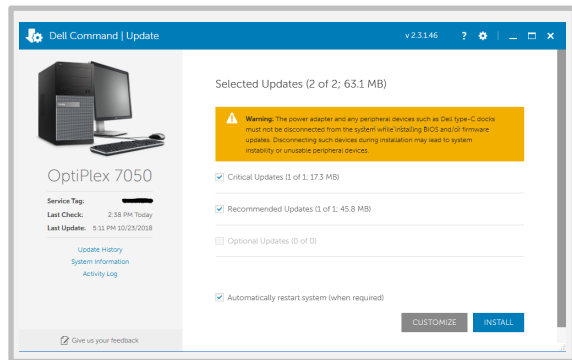 Dell Command | Update
v 2.3.1.46
?
Selected Updates (2 of 2; 63.1 MB)
Warning: The power adapter and any peripheral devices such as Dell type-C docks
must not be disconnected from the system while installing BIOS and/or firmware
updates. Disconnecting such devices during installation may lead to system
instability or unusable peripheral devices.
OptiPlex 7050
Service Tag:
Last Check: 2:38 PM Today
Last Update: 5:11 PM 10/23/2018
Update History
System Information
Activity Log
Critical Updates (1 of 1; 17.3 MB)
Recommended Updates (1 of 1; 45.8 MB)
Optional Updates (0 of 0)
Automatically restart system (when required)
CUSTOMIZE
INSTALL
Give us your feedback